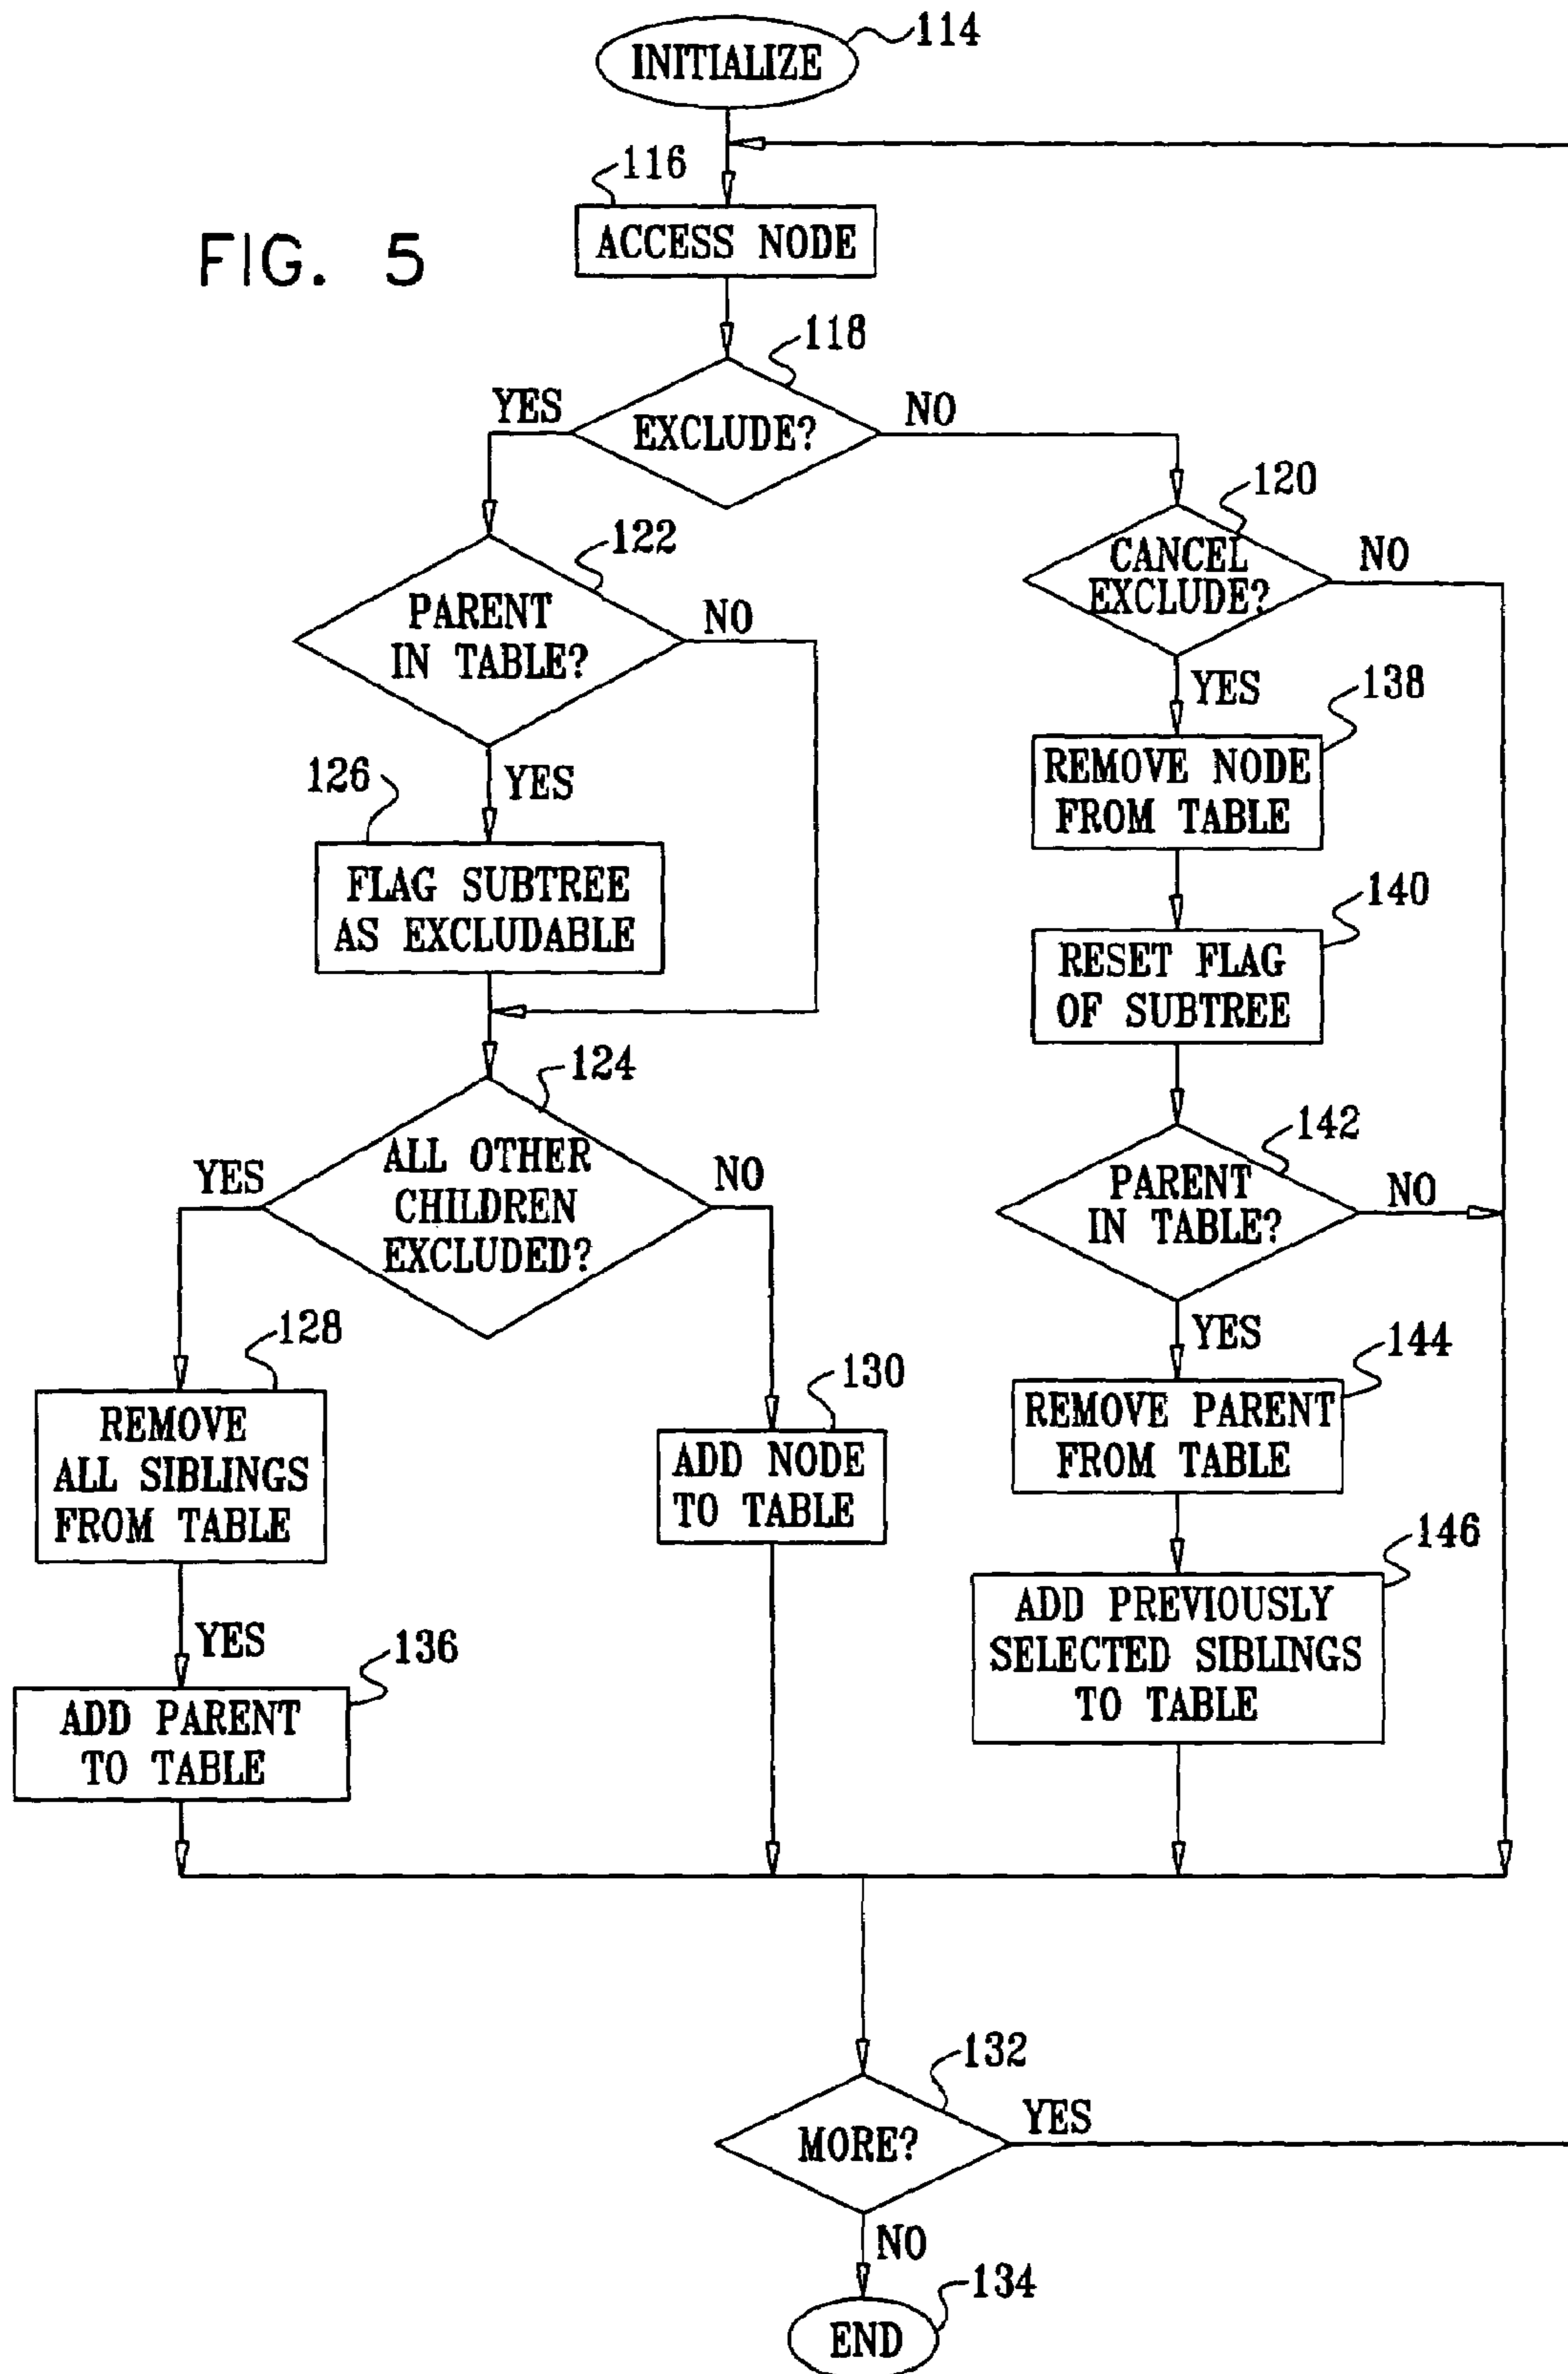 INITIALIZE
114
116
ACCESS NODE
FIG. 5
118
YES
EXCLUDE?
NO
120
CANCEL
EXCLUDE?
NO
122
PARENT
IN TABLE?
NO
YES
138
REMOVE NODE
FROM TABLE
126
YES
FLAG SUBTREE
AS EXCLUDABLE
140
RESET FLAG
OF SUBTREE
124
ALL OTHER
CHILDREN
EXCLUDED?
YES
NO
142
PARENT
IN TABLE?
NO
128
REMOVE
ALL SIBLINGS
FROM TABLE
130
ADD NODE
TO TABLE
YES
144
REMOVE PARENT
FROM TABLE
146
ADD PREVIOUSLY
SELECTED SIBLINGS
TO TABLE
YES
136
ADD PARENT
TO TABLE
132
MORE?
YES
NO
134
END